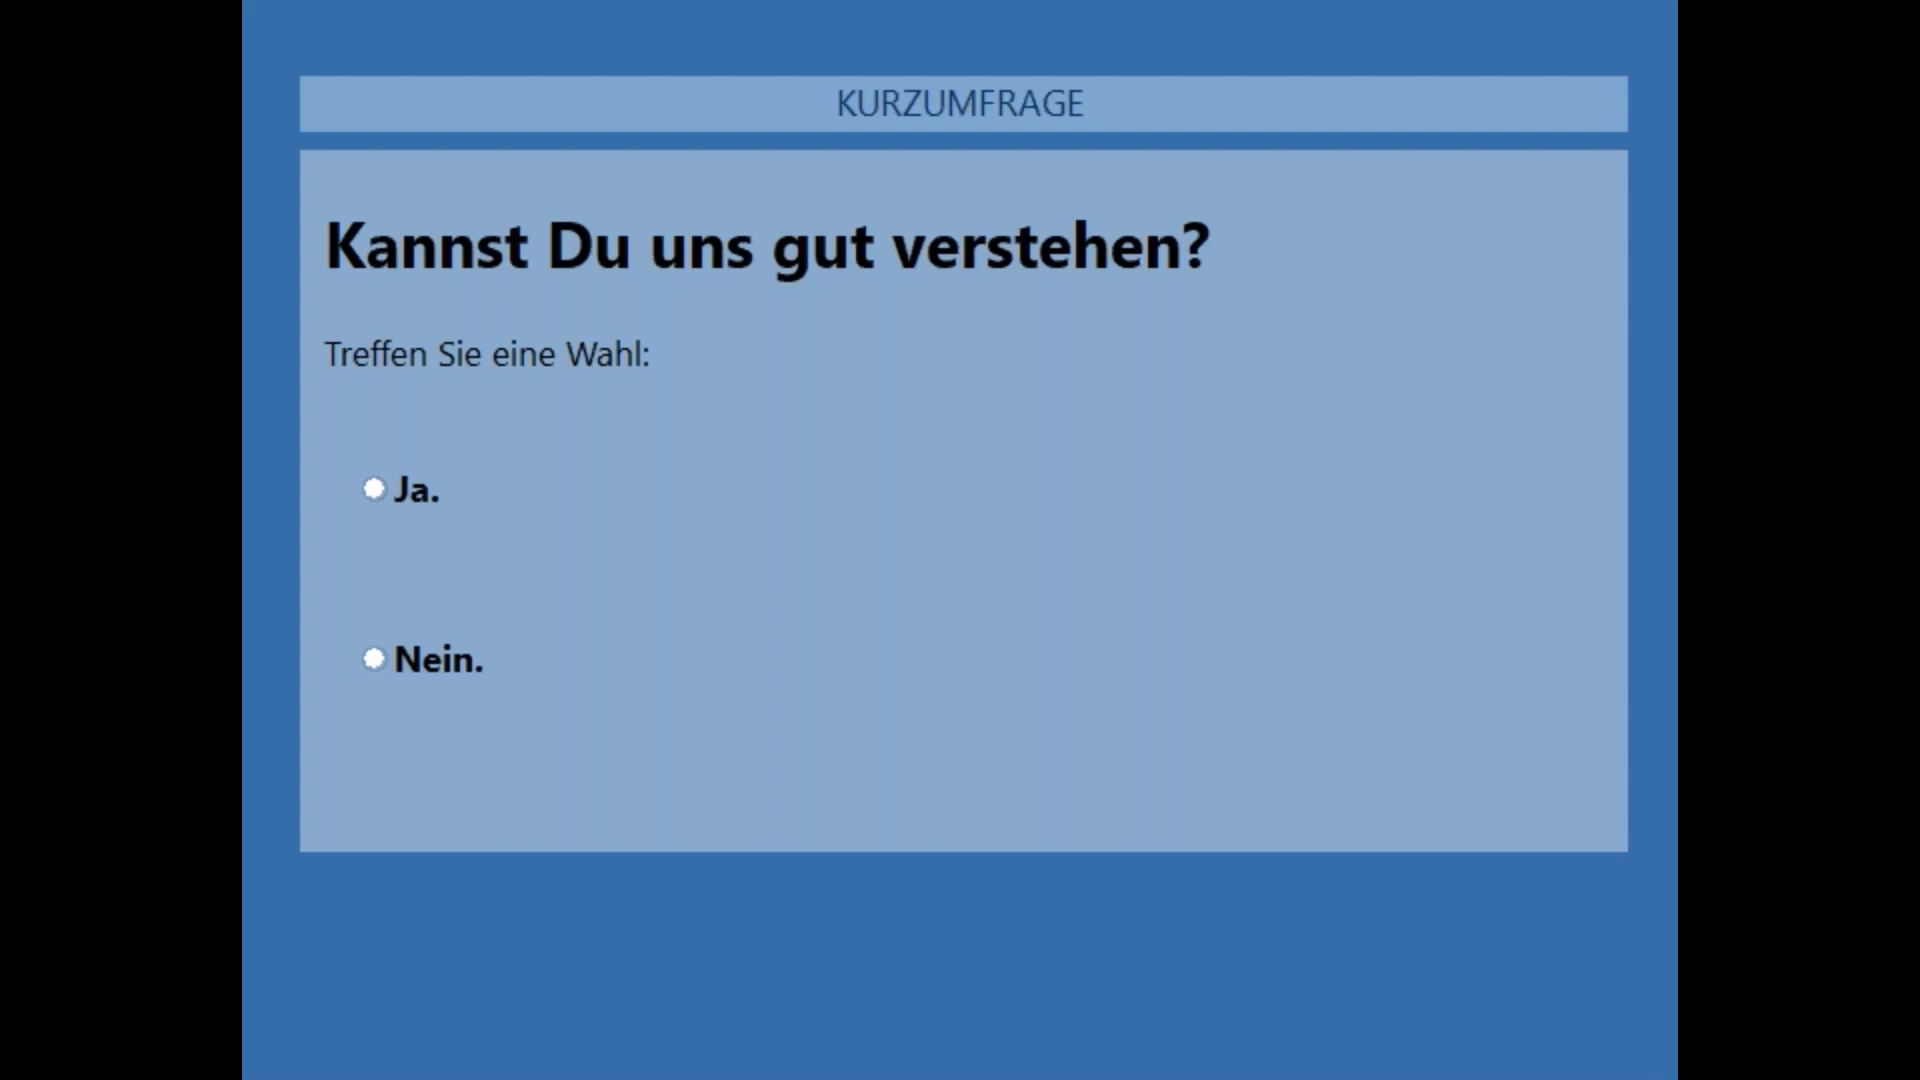 KURZUMFRAGE
Kannst Du uns gut verstehen?
Treffen Sie eine Wahl:
Ja.
Nein.